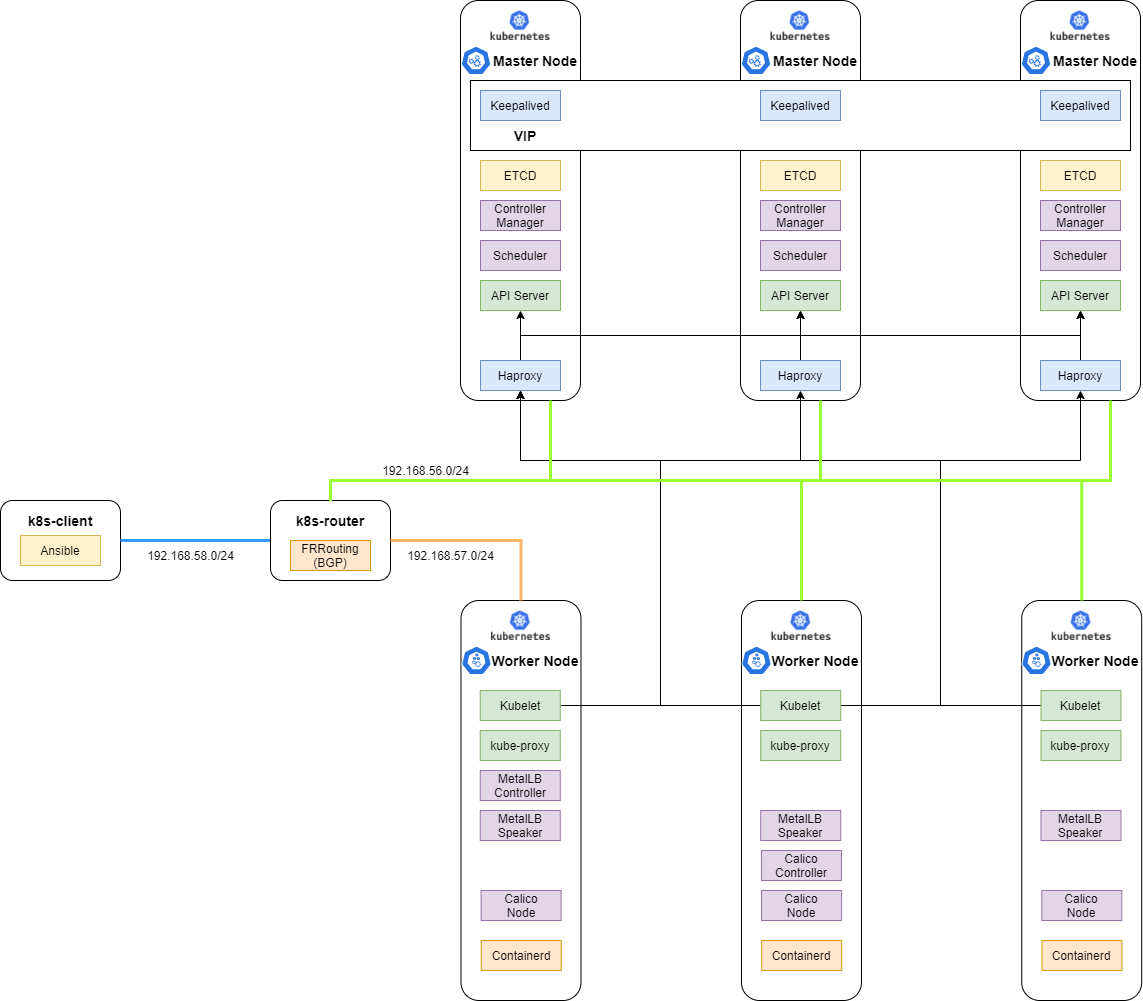 kubernetes
Master Node
kubernetes
Master Node
kubernetes
Master Node
Keepalived
Keepalived
Keepalived
VIP
ETCD
ETCD
ETCD
Controller
Manager
Controller
Manager
Controller
Manager
Scheduler
Scheduler
Scheduler
API Server
API Server
API Server
Haproxy
Haproxy
Haproxy
192.168.56.0/24
k8s-client
Ansible
192.168.58.0/24
k8s-router
FRRouting
(BGP)
192.168.57.0/24
kubernetes
Worker Node
kubernetes
Worker Node
kubernetes
Worker Node
Kubelet
Kubelet
Kubelet
kube-proxy
kube-proxy
kube-proxy
MetalLB
Controller
MetalLB
Speaker
MetalLB
Speaker
MetalLB
Speaker
Calico
Controller
Calico
Node
Calico
Node
Calico
Node
Containerd
Containerd
Containerd